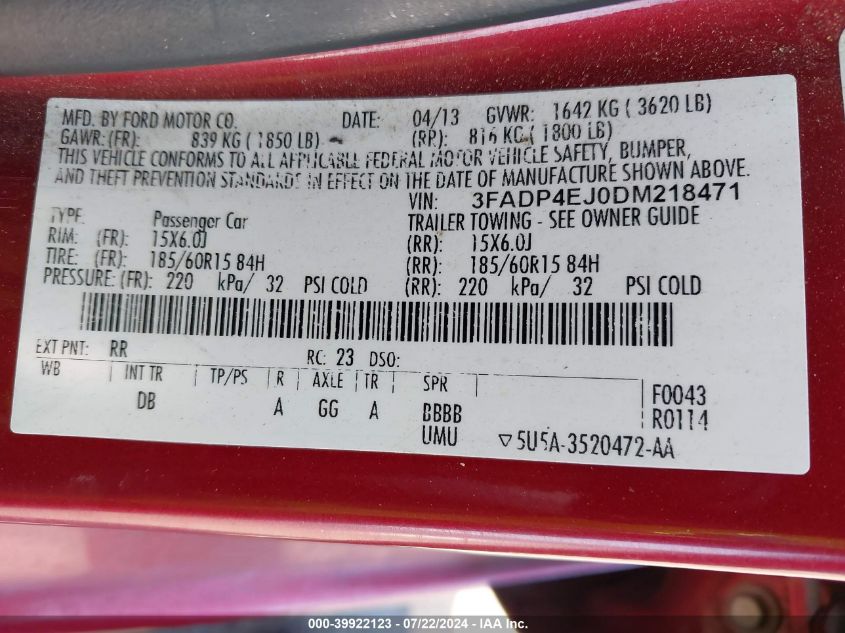 MFD. BY FORD MOTOR CO. DATE: 04/13 GVWR: 1642 KG ( 3620 LB)
GAWR: (FR): 839 KG ( 1850 LB) (RR): 816 KG ( 1800 LB)
THIS VEHICLE CONFORMS TO ALL APPLICABLE FEDERAL MOTOR VEHICLE SAFETY, BUMPER,
AND THEFT PREVENTION STANDARDS IN EFFECT ON THE DATE OF MANUFACTURE SHOWN ABOVE.
VIN: 3FADP4EJ0DM218471
TYPE: Passenger Car TRAILER TOWING - SEE OWNER GUIDE
RIM: (FR): 15X6.0J (RR): 15X6.0J
TIRE: (FR): 185/60R15 84H (RR): 185/60R15 84H
PRESSURE: (FR): 220 kPa/ 32 PSI COLD (RR): 220 kPa/ 32 PSI COLD
EXT PNT: RR RC: 23 DSO:
WB INT TR TP/PS R AXLE TR SPR F0043
DB A GG A BBBB R0114
UMU ▽5U5A-3520472-AA
000-39922123 - 07/22/2024 - IAA Inc.